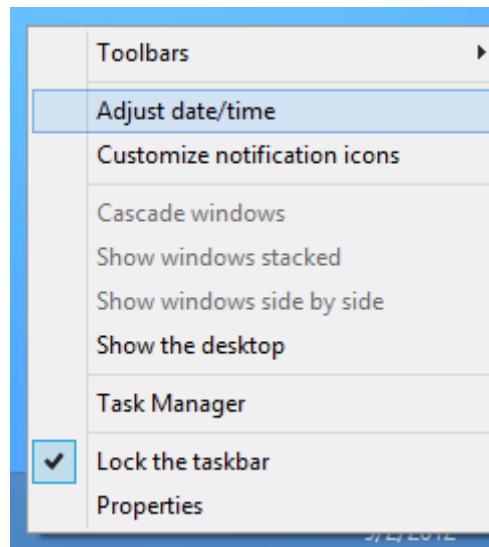 Toolbars
Adjust date/time
Customize notification icons
Cascade windows
Show windows stacked
Show windows side by side
Show the desktop
Task Manager
Lock the taskbar
Properties